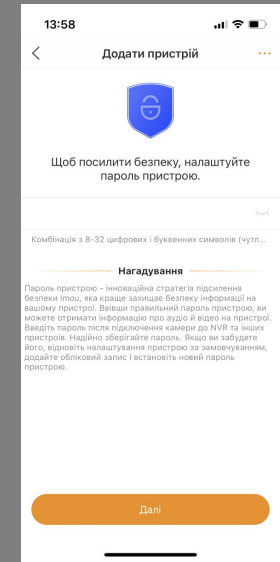 13:58
Додати пристрій
Щоб посилити безпеку, налаштуйте
пароль пристрою.
Комбінація з 8-32 цифрових і буквенних символів (чутл...
Нагадування
Пароль пристрою - інноваційна стратегія підсилення
безпеки Imou, яка краще захищає безпеку інформації на
вашому пристрої. Ввівши правильний пароль пристрою, ви
можете отримати інформацію про аудіо й відео на пристрої.
Введіть пароль після підключення камери до NVR та інших
пристроїв. Надійно зберігайте пароль. Якщо ви забудете
його, відновіть налаштування пристрою за замовчуванням,
додайте обліковий запис і встановіть новий пароль
пристрою.
Далі